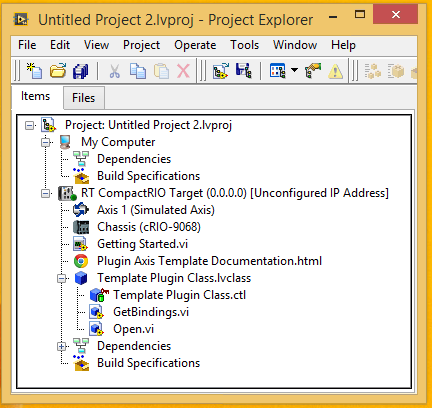 Untitled Project 2.lvproj - Project Explorer
File Edit View Project Operate Tools Window Help
Items Files
Project: Untitled Project 2.lvproj
My Computer
Dependencies
Build Specifications
RT CompactRIO Target (0.0.0.0) [Unconfigured IP Address]
Axis 1 (Simulated Axis)
Chassis (cRIO-9068)
Getting Started.vi
Plugin Axis Template Documentation.html
Template Plugin Class.lvclass
Template Plugin Class.ctl
GetBindings.vi
Open.vi
Dependencies
Build Specifications